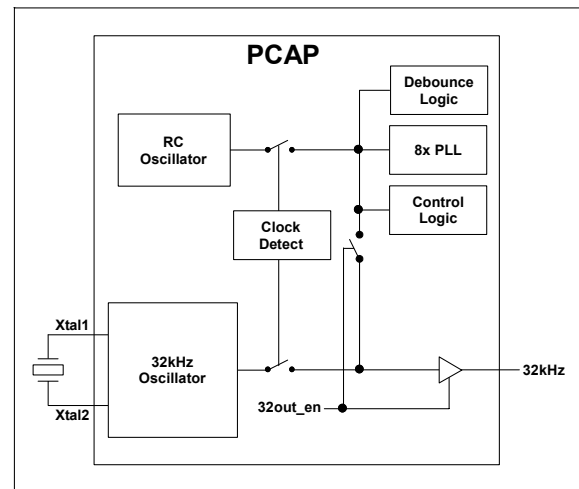 PCAP
Debounce
Logic
RC
Oscillator
8x PLL
Control
Logic
Clock
Detect
Xtal1
32kHz
Oscillator
32kHz
Xtal2
32out_en